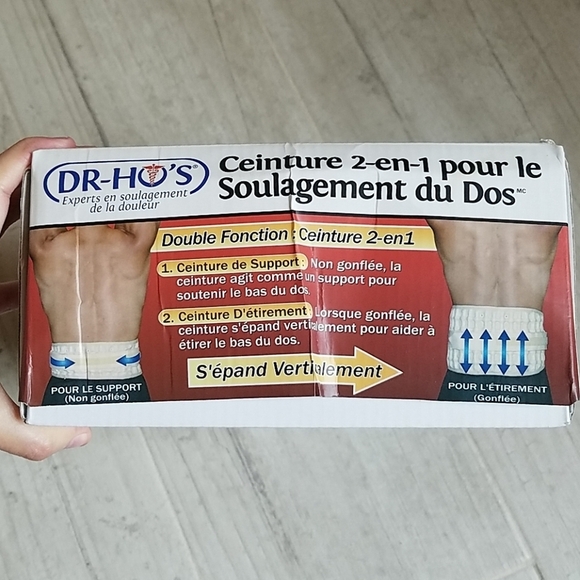 DR-HO'S®
Experts en soulagement
de la douleur
Ceinture 2-en-1 pour le
Soulagement du Dos MC
Double Fonction : Ceinture 2-en1
1. Ceinture de Support: Non gonflée, la
ceinture agit comme un support pour
soutenir le bas du dos.
2. Ceinture D'étirement: Lorsque gonflée, la
ceinture s'épand verticalement pour aider à
étirer le bas du dos.
S'épand Verticalement
POUR LE SUPPORT
(Non gonflée)
POUR L'ÉTIREMENT
(Gonflée)